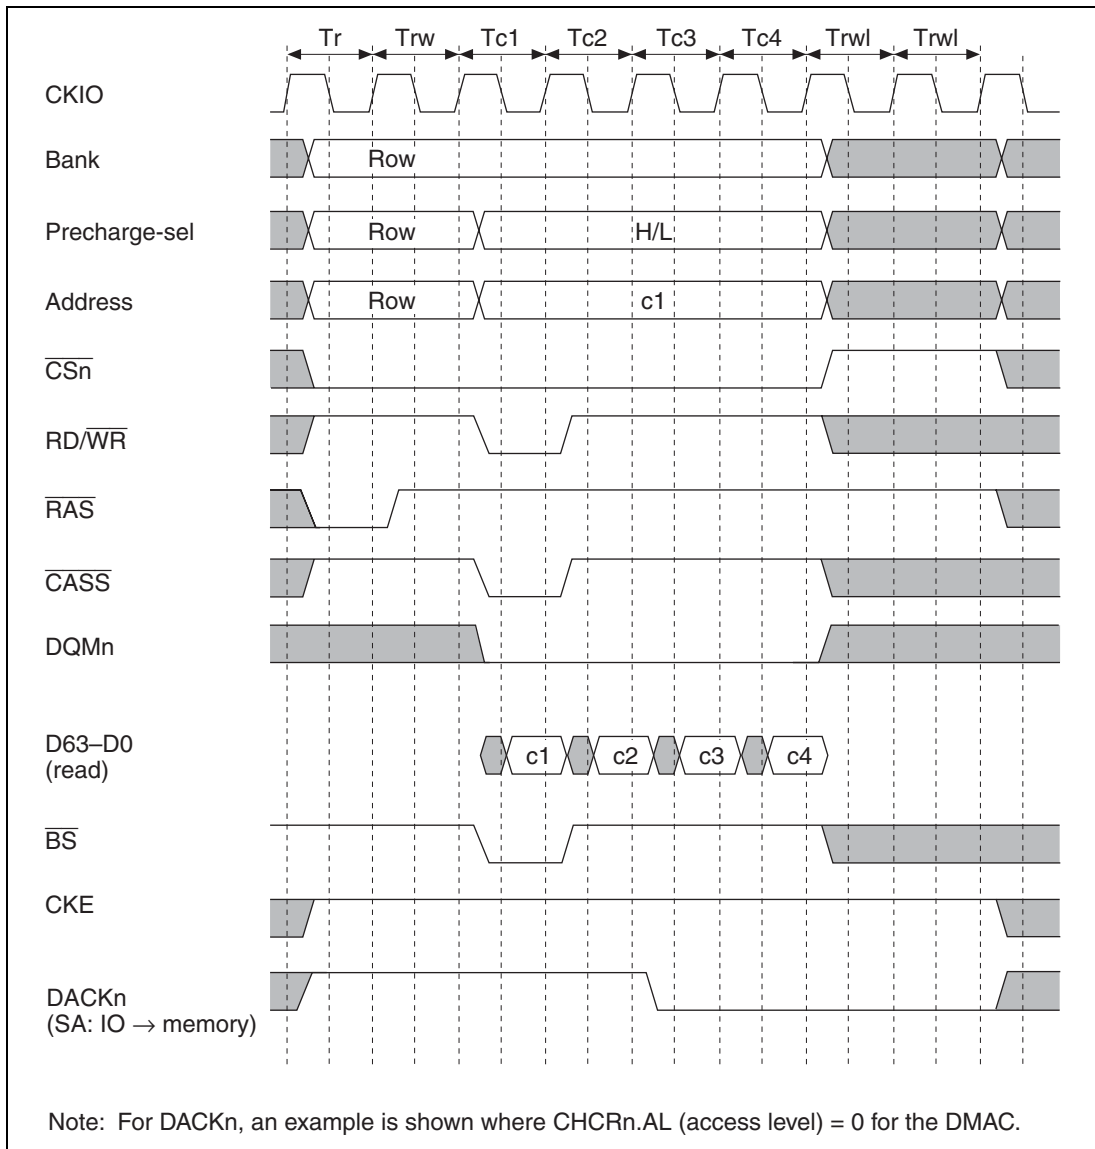 Tr Trw Tc1 Tc2 Tc3 Tc4 Trwl Trwl
CKIO
Bank Row
Precharge-sel Row H/L
Address Row c1
CSn
RD/WR
RAS
CASS
DQMn
D63–D0
(read)
c1 c2 c3 c4
BS
CKE
DACKn
(SA: IO → memory)
Note: For DACKn, an example is shown where CHCRn.AL (access level) = 0 for the DMAC.